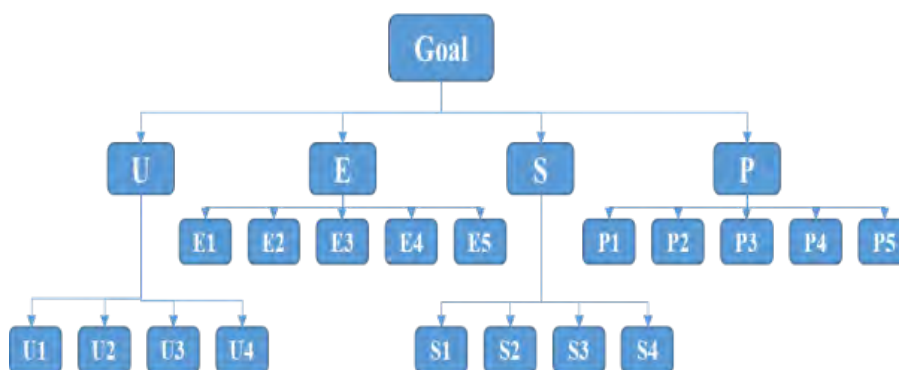 Goal
U E S P
E1 E2 E3 E4 E5 P1 P2 P3 P4 P5
U1 U2 U3 U4 S1 S2 S3 S4